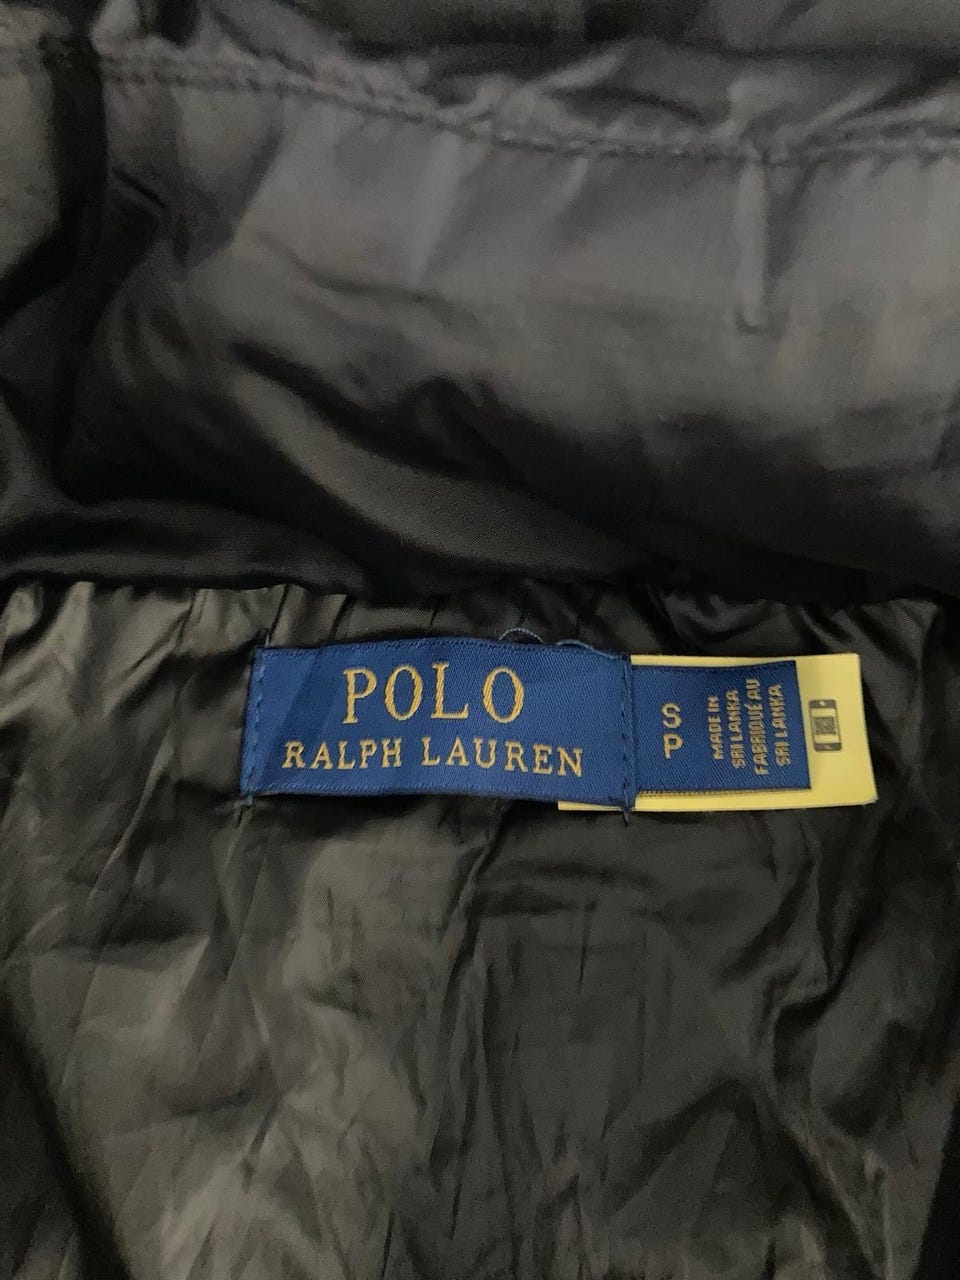 POLO
RALPH LAUREN
S
P
MADE IN
SRI LANKA
FABRIQUÉ AU
SRI LANKA